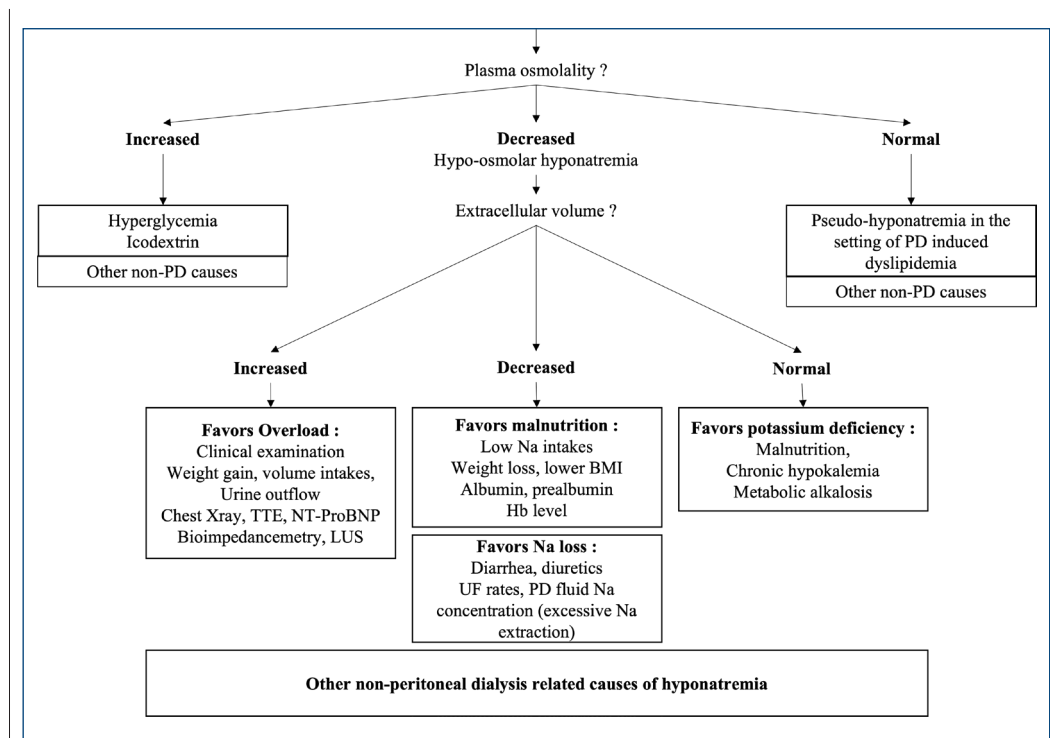 Plasma osmolality ?
Increased
Decreased
Normal
Hypo-osmolar hyponatremia
Extracellular volume ?
Hyperglycemia
Icodextrin
Other non-PD causes
Pseudo-hyponatremia in the
setting of PD induced
dyslipidemia
Other non-PD causes
Increased
Decreased
Normal
Favors Overload :
Clinical examination
Weight gain, volume intakes,
Urine outflow
Chest Xray, TTE, NT-ProBNP
Bioimpedancemetry, LUS
Favors malnutrition :
Low Na intakes
Weight loss, lower BMI
Albumin, prealbumin
Hb level
Favors Na loss :
Diarrhea, diuretics
UF rates, PD fluid Na
concentration (excessive Na
extraction)
Favors potassium deficiency :
Malnutrition,
Chronic hypokalemia
Metabolic alkalosis
Other non-peritoneal dialysis related causes of hyponatremia